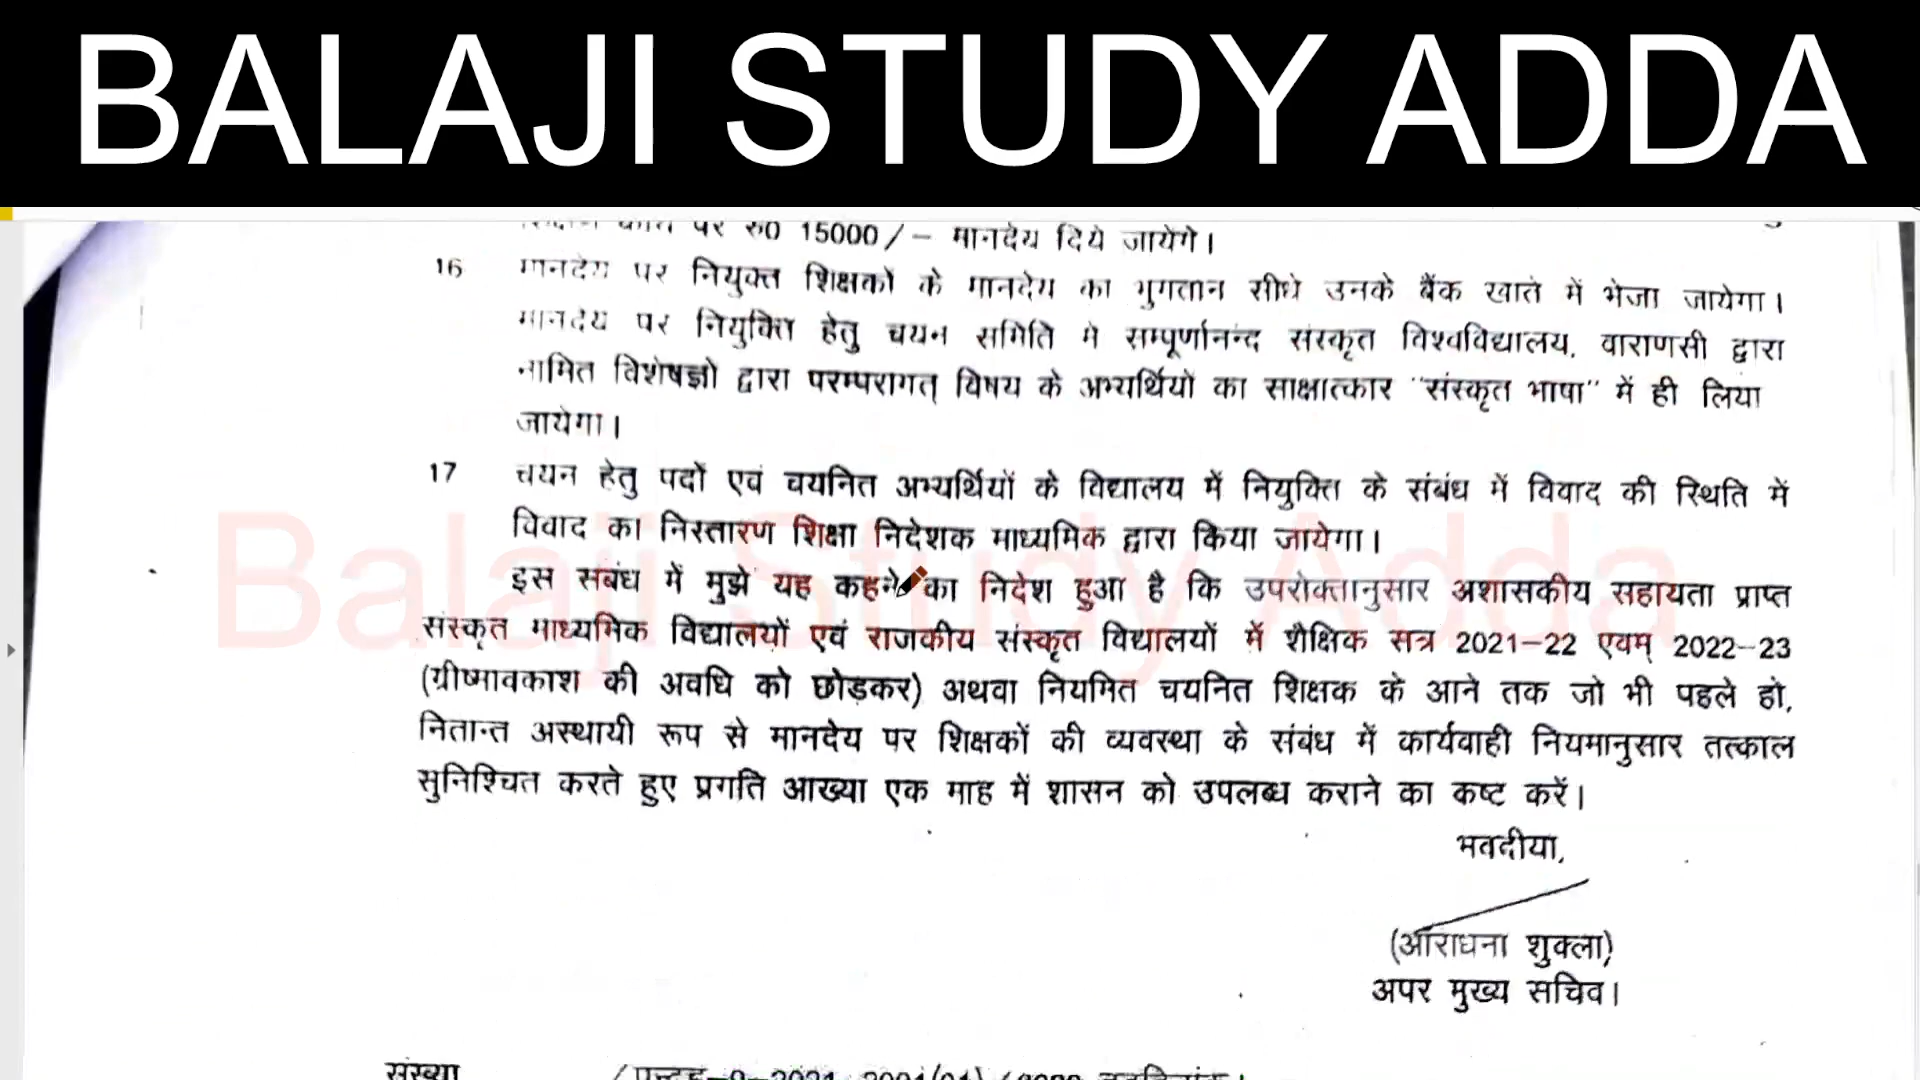 BALAJI STUDY ADDA
पर रु0 15000/– मानदेय दिये जायेगे।
16 मानदेय पर नियुक्त शिक्षकों के मानदेय का भुगतान सीधे उनके बैंक खाते में भेजा जायेगा।
मानदेय पर नियुक्ति हेतु चयन समिति मे सम्पूर्णानन्द संस्कृत विश्वविद्यालय, वाराणसी द्वारा
नामित विशेषज्ञो द्वारा परम्परागत् विषय के अभ्यर्थियो का साक्षात्कार "संस्कृत भाषा" में ही लिया
जायेगा।
17 चयन हेतु पदों एवं चयनित अभ्यर्थियों के विद्यालय में नियुक्ति के संबंध में विवाद की स्थिति में
विवाद का निस्तारण शिक्षा निदेशक माध्यमिक द्वारा किया जायेगा।
इस सबंध में मुझे यह कहने का निदेश हुआ है कि उपरोक्तानुसार अशासकीय सहायता प्राप्त
संस्कृत माध्यमिक विद्यालयों एवं राजकीय संस्कृत विद्यालयों में शैक्षिक सत्र 2021–22 एवम् 2022–23
(ग्रीष्मावकाश की अवधि को छोड़कर) अथवा नियमित चयनित शिक्षक के आने तक जो भी पहले हो,
नितान्त अस्थायी रूप से मानदेय पर शिक्षकों की व्यवस्था के संबंध में कार्यवाही नियमानुसार तत्काल
सुनिश्चित करते हुए प्रगति आख्या एक माह में शासन को उपलब्ध कराने का कष्ट करें।
भवदीया,
(आराधना शुक्ला)
अपर मुख्य सचिव।
संख्या
Balaji Study Adda